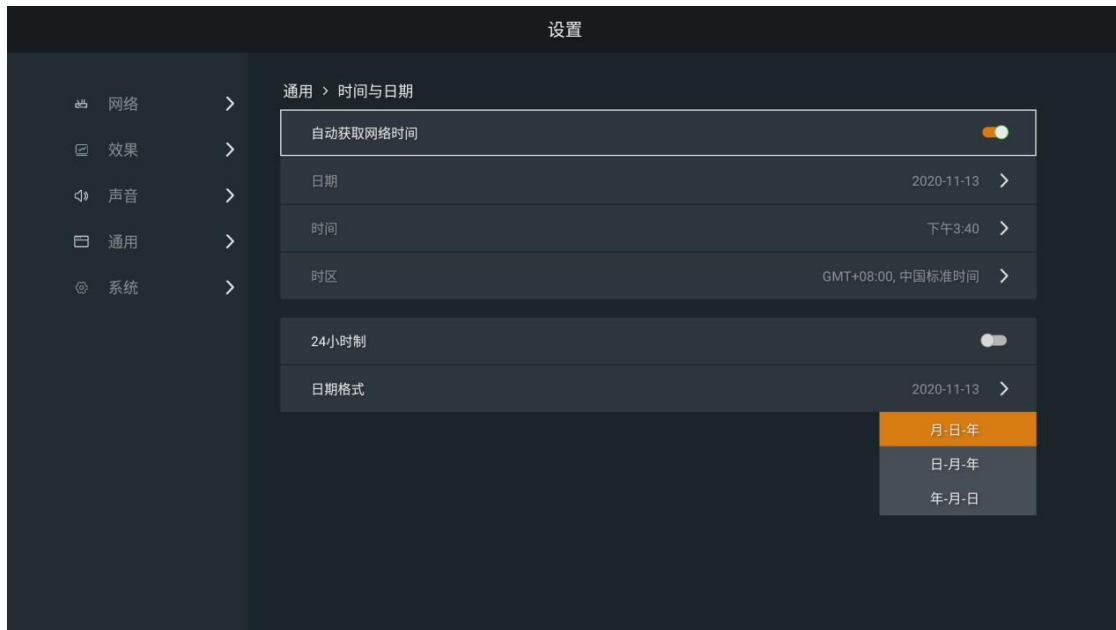 设置
网络
效果
声音
通用
系统
通用 > 时间与日期
自动获取网络时间
日期 2020-11-13
时间 下午3:40
时区 GMT+08:00, 中国标准时间
24小时制
日期格式 2020-11-13
月-日-年
日-月-年
年-月-日